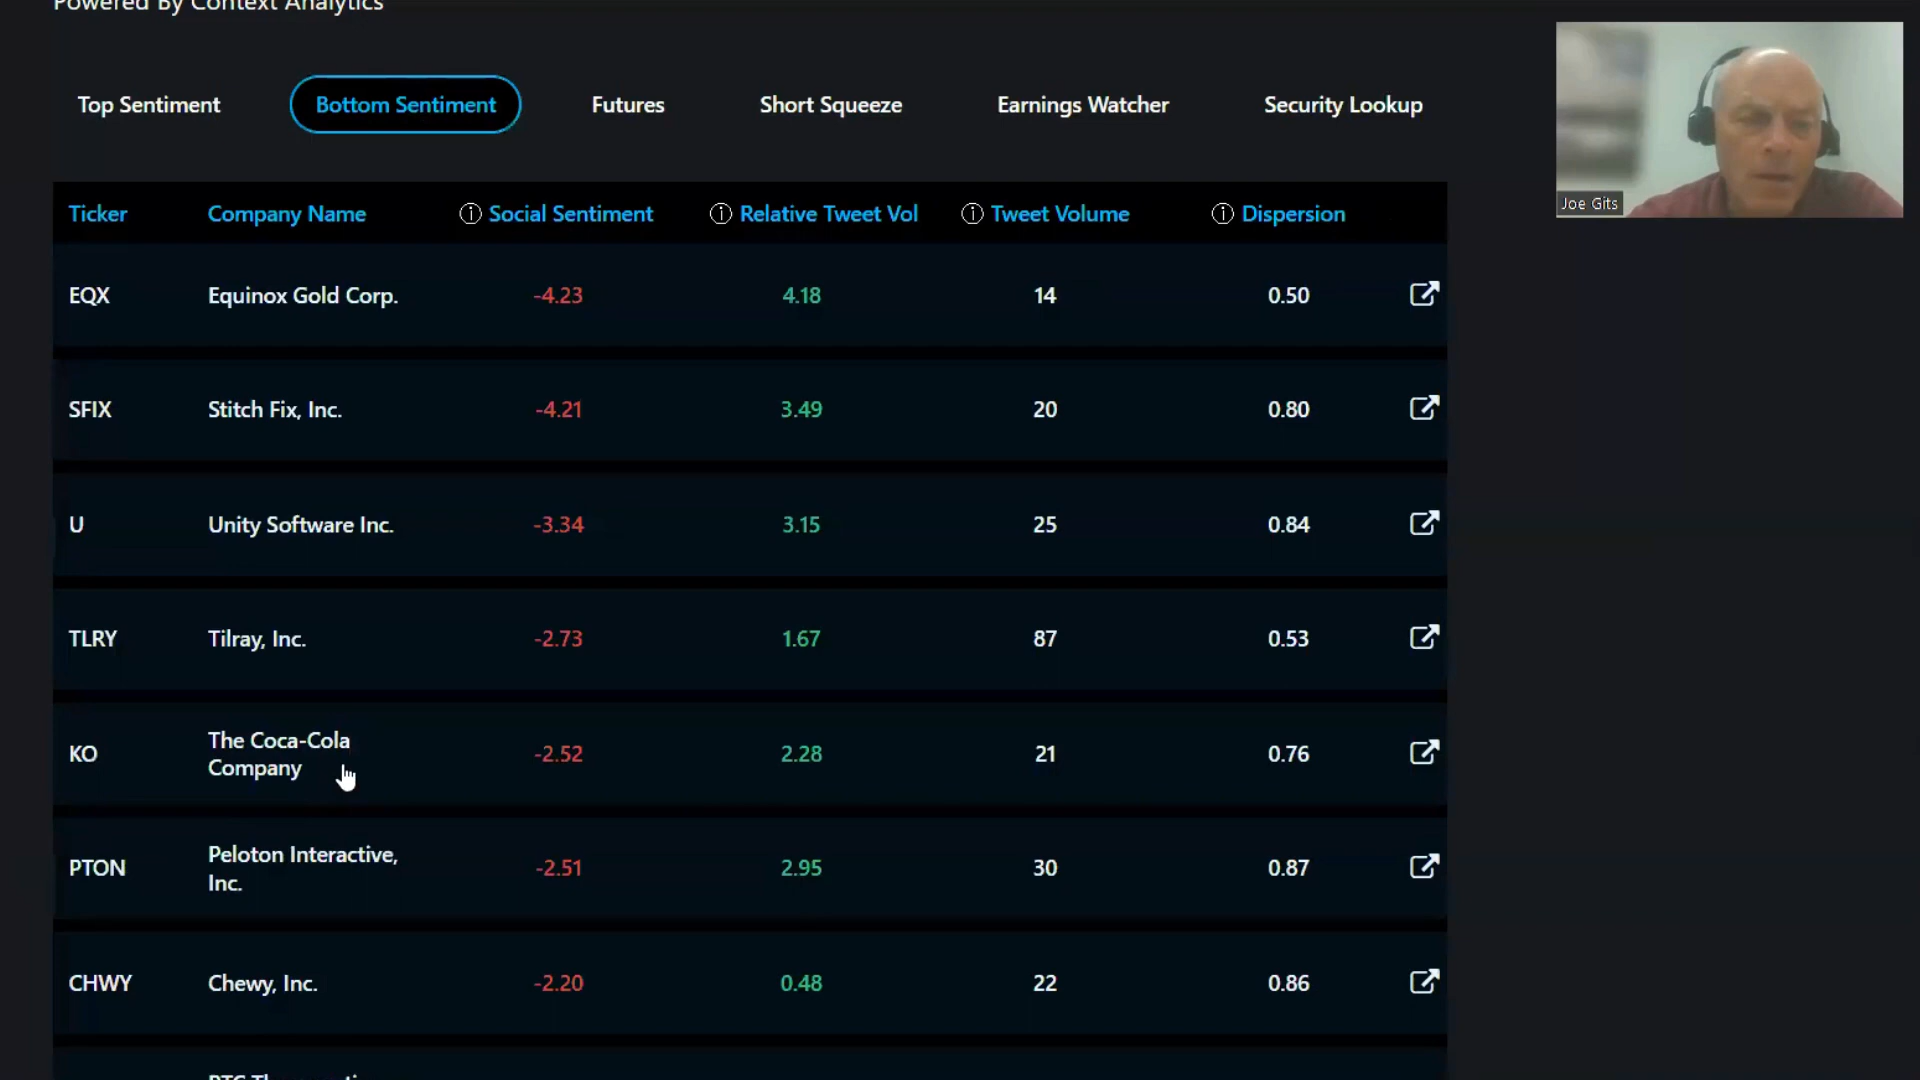 Powered By Context Analytics
Top Sentiment Bottom Sentiment Futures Short Squeeze Earnings Watcher Security Lookup
Joe Gits
Ticker Company Name Social Sentiment Relative Tweet Vol Tweet Volume Dispersion
EQX Equinox Gold Corp. -4.23 4.18 14 0.50
SFIX Stitch Fix, Inc. -4.21 3.49 20 0.80
U Unity Software Inc. -3.34 3.15 25 0.84
TLRY Tilray, Inc. -2.73 1.67 87 0.53
KO The Coca-Cola
Company -2.52 2.28 21 0.76
PTON Peloton Interactive,
Inc. -2.51 2.95 30 0.87
CHWY Chewy, Inc. -2.20 0.48 22 0.86